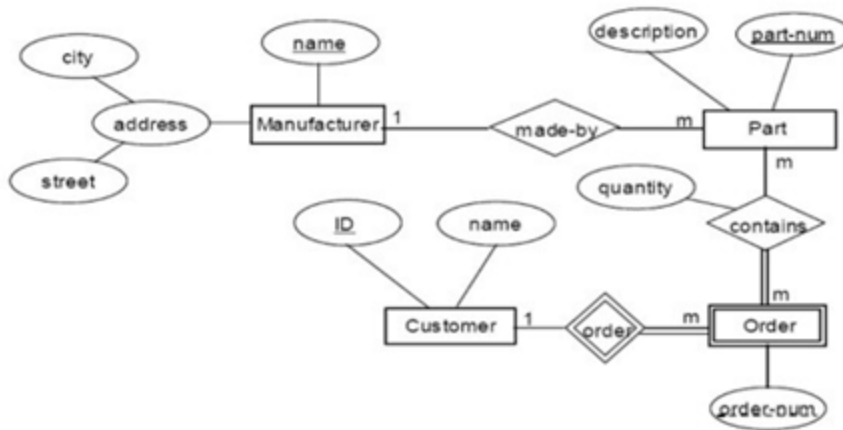 name
description
part-num
city
address
Manufacturer
1
made-by
m
Part
street
m
quantity
ID
name
contains
m
Customer
1
order
m
Order
order-num